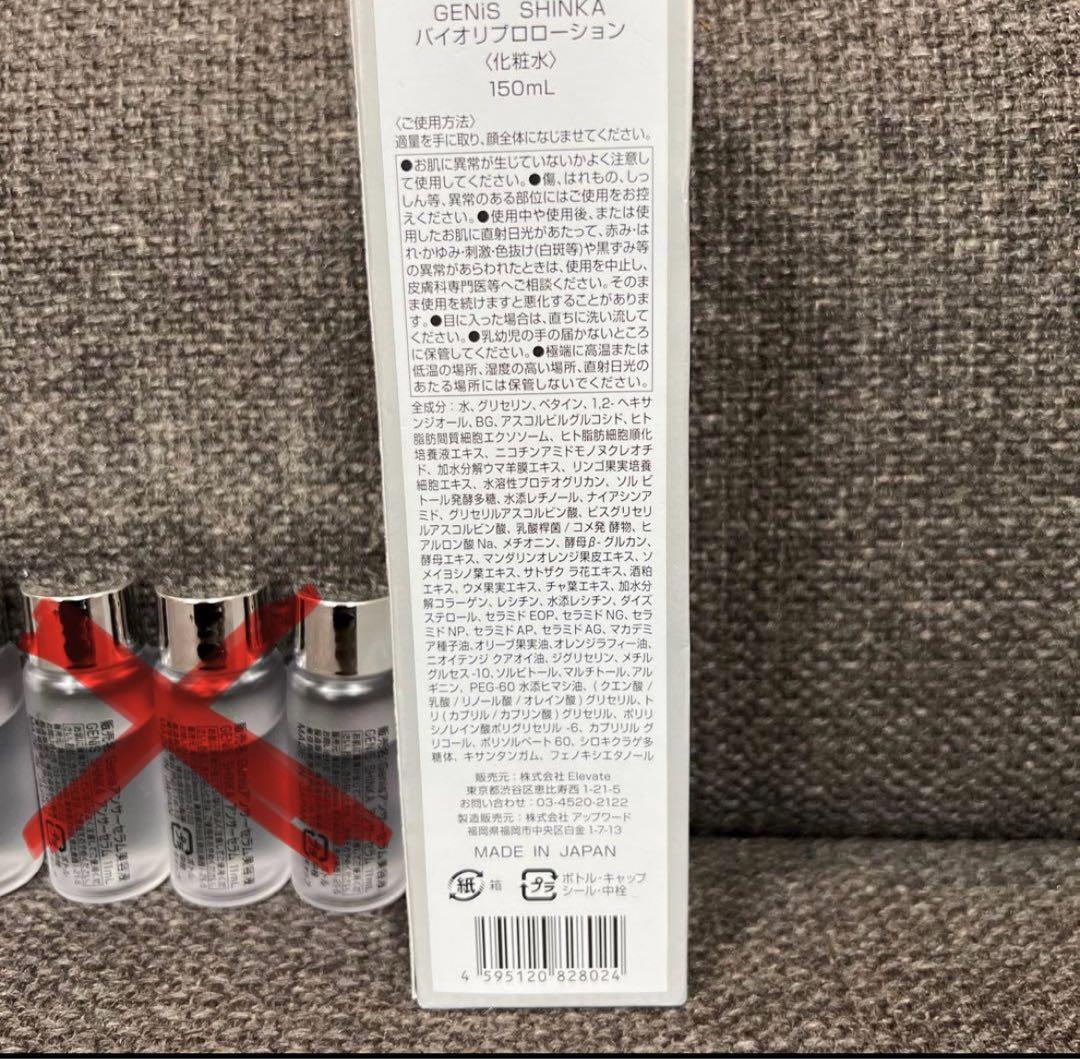 GENiS SHINKA
バイオリプロローション
〈化粧水〉
150mL
〈ご使用方法〉
適量を手に取り、顔全体になじませてください。
●お肌に異常が生じていないかよく注意し
て使用してください。●傷、はれもの、しっ
しん等、異常のある部位にはご使用をお控
えください。●使用中や使用後、または使
用したお肌に直射日光があたって、赤み・は
れ・かゆみ・刺激・色抜け(白斑等)や黒ずみ等
の異常があらわれたときは、使用を中止し、
皮膚科専門医等へご相談ください。そのま
ま使用を続けますと悪化することがありま
す。●目に入った場合は、直ちに洗い流して
ください。●乳幼児の手の届かないところ
に保管してください。●極端に高温または
低温の場所、湿度の高い場所、直射日光の
あたる場所には保管しないでください。
全成分：水、グリセリン、ベタイン、1,2-ヘキサ
ンジオール、BG、アスコルビルグルコシド、ヒト
脂肪間質細胞エクソソーム、ヒト脂肪細胞順化
培養液エキス、ニコチンアミドモノヌクレオチ
ド、加水分解ウマ羊膜エキス、リンゴ果実培養
細胞エキス、水溶性プロテオグリカン、ソルビ
トール発酵多糖、水添レチノール、ナイアシンア
ミド、グリセリルアスコルビン酸、ビスグリセリ
ルアスコルビン酸、乳酸桿菌/コメ発酵物、ヒ
アルロン酸Na、メチオニン、酵母β-グルカン、
酵母エキス、マンダリンオレンジ果皮エキス、ソ
メイヨシノ葉エキス、サトザクラ花エキス、酒粕
エキス、ウメ果実エキス、チャ葉エキス、加水分
解コラーゲン、レシチン、水添レシチン、ダイズ
ステロール、セラミドEOP、セラミドNG、セラ
ミドNP、セラミドAP、セラミドAG、マカデミ
ア種子油、オリーブ果実油、オレンジラフィー油、
ニオイテンジクアオイ油、ジグリセリン、メチル
グルセス-10、ソルビトール、マルチトール、アル
ギニン、PEG-60水添ヒマシ油、(クエン酸/
乳酸/リノール酸/オレイン酸)グリセリル、ト
リ(カプリル/カプリン酸)グリセリル、ポリリ
シノレイン酸ポリグリセリル-6、カプリリルグ
リコール、ポリソルベート60、シロキクラゲ多
糖体、キサンタンガム、フェノキシエタノール
販売元：株式会社Elevate
東京都渋谷区恵比寿西1-21-5
お問い合わせ：03-4520-2122
製造販売元：株式会社アップワード
福岡県福岡市中央区白金1-7-13
MADE IN JAPAN
紙 箱
プラ ボトル・キャップ
シール・中栓
4 595120 828024